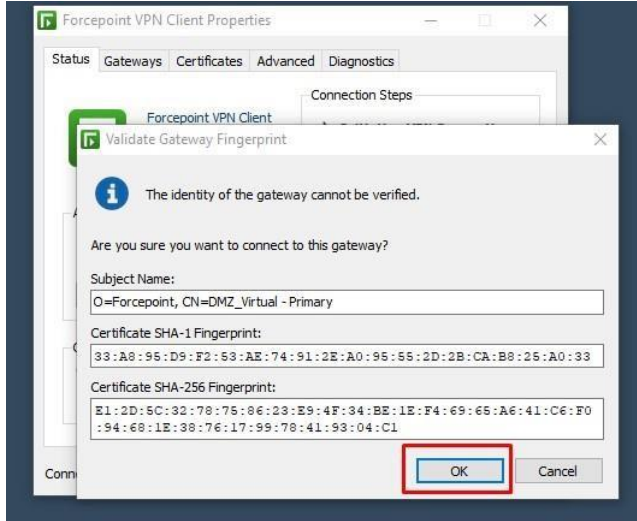 Forcepoint VPN Client Properties
Status Gateways Certificates Advanced Diagnostics
Connection Steps
Forcepoint VPN Client
Validate Gateway Fingerprint
The identity of the gateway cannot be verified.
Are you sure you want to connect to this gateway?
Subject Name:
O=Forcepoint, CN=DMZ_Virtual - Primary
Certificate SHA-1 Fingerprint:
33:A8:95:D9:F2:53:AE:74:91:2E:A0:95:55:2D:2B:CA:B8:25:A0:33
Certificate SHA-256 Fingerprint:
E1:2D:5C:32:78:75:86:23:E9:4F:34:BE:1E:F4:69:65:A6:41:C6:F0
:94:68:1E:38:76:17:99:78:41:93:04:C1
OK Cancel